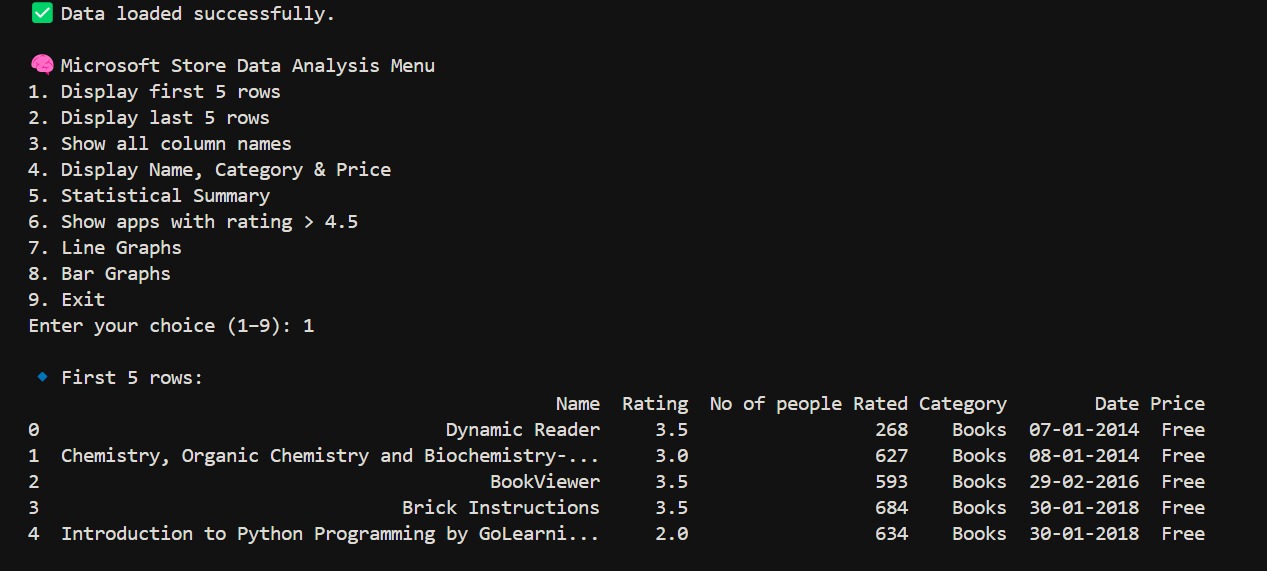 ✅ Data loaded successfully.
🧠 Microsoft Store Data Analysis Menu
1. Display first 5 rows
2. Display last 5 rows
3. Show all column names
4. Display Name, Category & Price
5. Statistical Summary
6. Show apps with rating > 4.5
7. Line Graphs
8. Bar Graphs
9. Exit
Enter your choice (1–9): 1
🔹 First 5 rows:
Name Rating No of people Rated Category Date Price
0 Dynamic Reader 3.5 268 Books 07-01-2014 Free
1 Chemistry, Organic Chemistry and Biochemistry-... 3.0 627 Books 08-01-2014 Free
2 BookViewer 3.5 593 Books 29-02-2016 Free
3 Brick Instructions 3.5 684 Books 30-01-2018 Free
4 Introduction to Python Programming by GoLearni... 2.0 634 Books 30-01-2018 Free